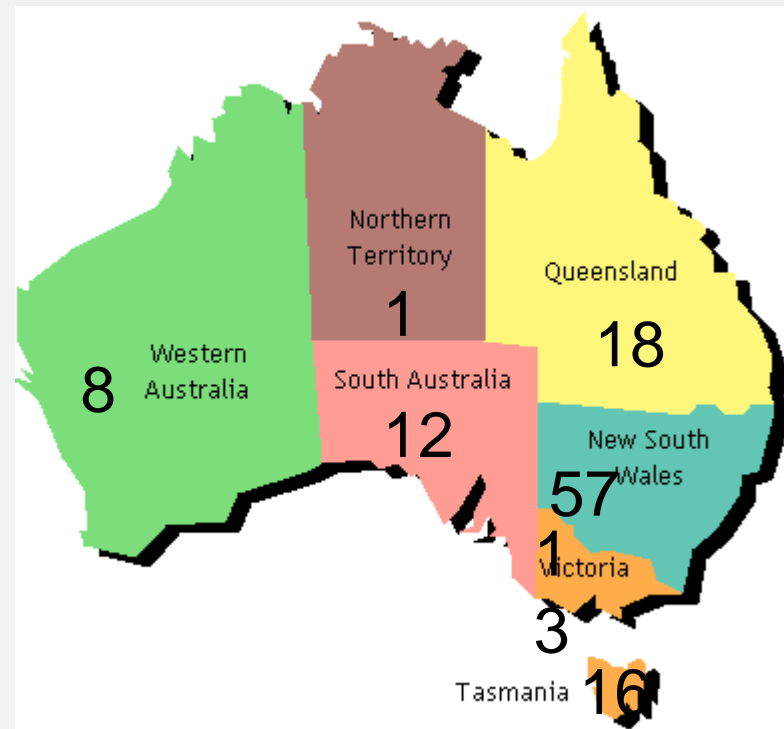 Northern
Territory
1
Queensland
18
Western
Australia
8
South Australia
12
New South
Wales
57
1
Victoria
3
Tasmania
16